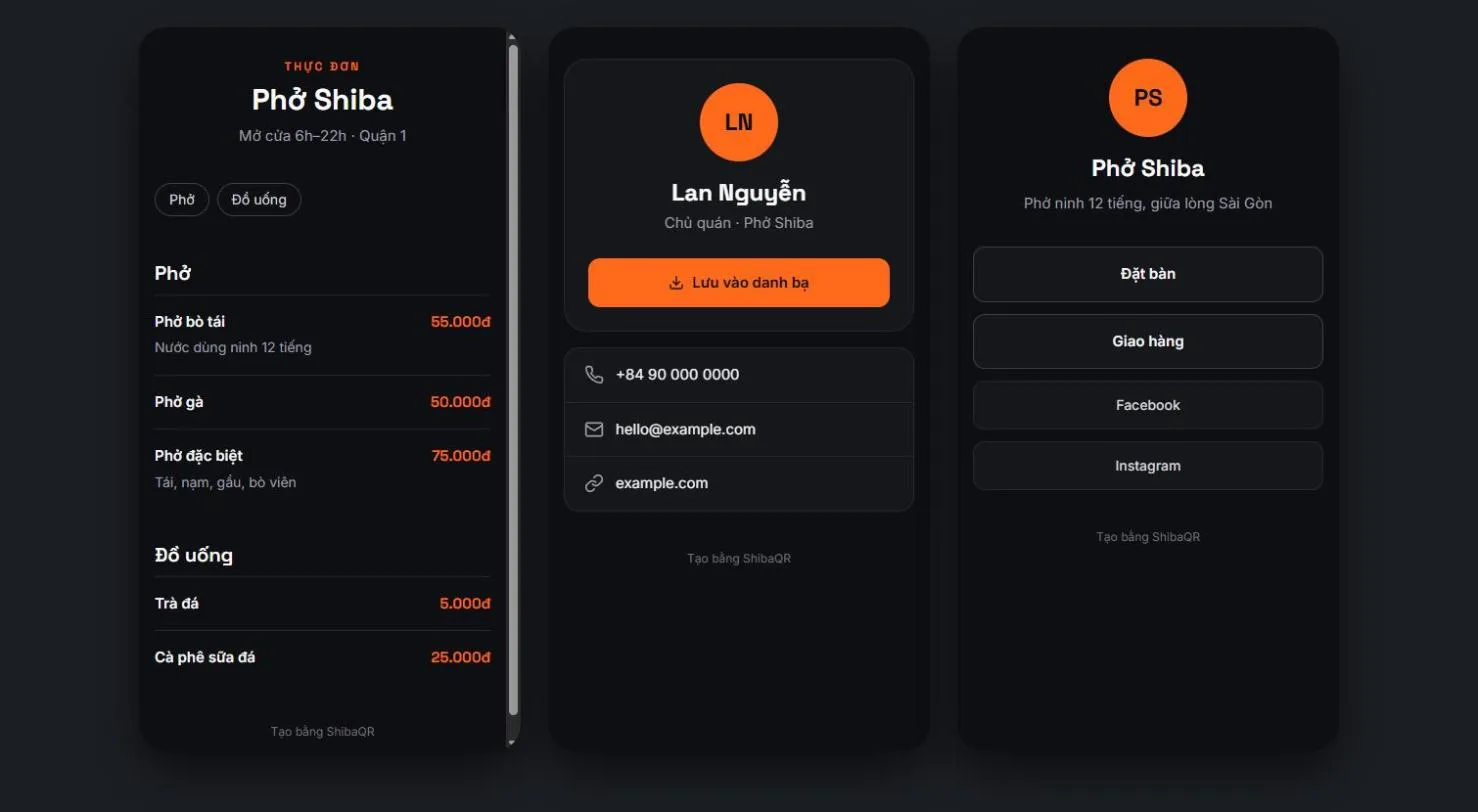 THỰC ĐƠN
Phở Shiba
Mở cửa 6h–22h · Quận 1
Phở
Đồ uống
Phở
Phở bò tái 55.000đ
Nước dùng ninh 12 tiếng
Phở gà 50.000đ
Phở đặc biệt 75.000đ
Tái, nạm, gầu, bò viên
Đồ uống
Trà đá 5.000đ
Cà phê sữa đá 25.000đ
Tạo bằng ShibaQR
LN
Lan Nguyễn
Chủ quán · Phở Shiba
Lưu vào danh bạ
+84 90 000 0000
hello@example.com
example.com
Tạo bằng ShibaQR
PS
Phở Shiba
Phở ninh 12 tiếng, giữa lòng Sài Gòn
Đặt bàn
Giao hàng
Facebook
Instagram
Tạo bằng ShibaQR